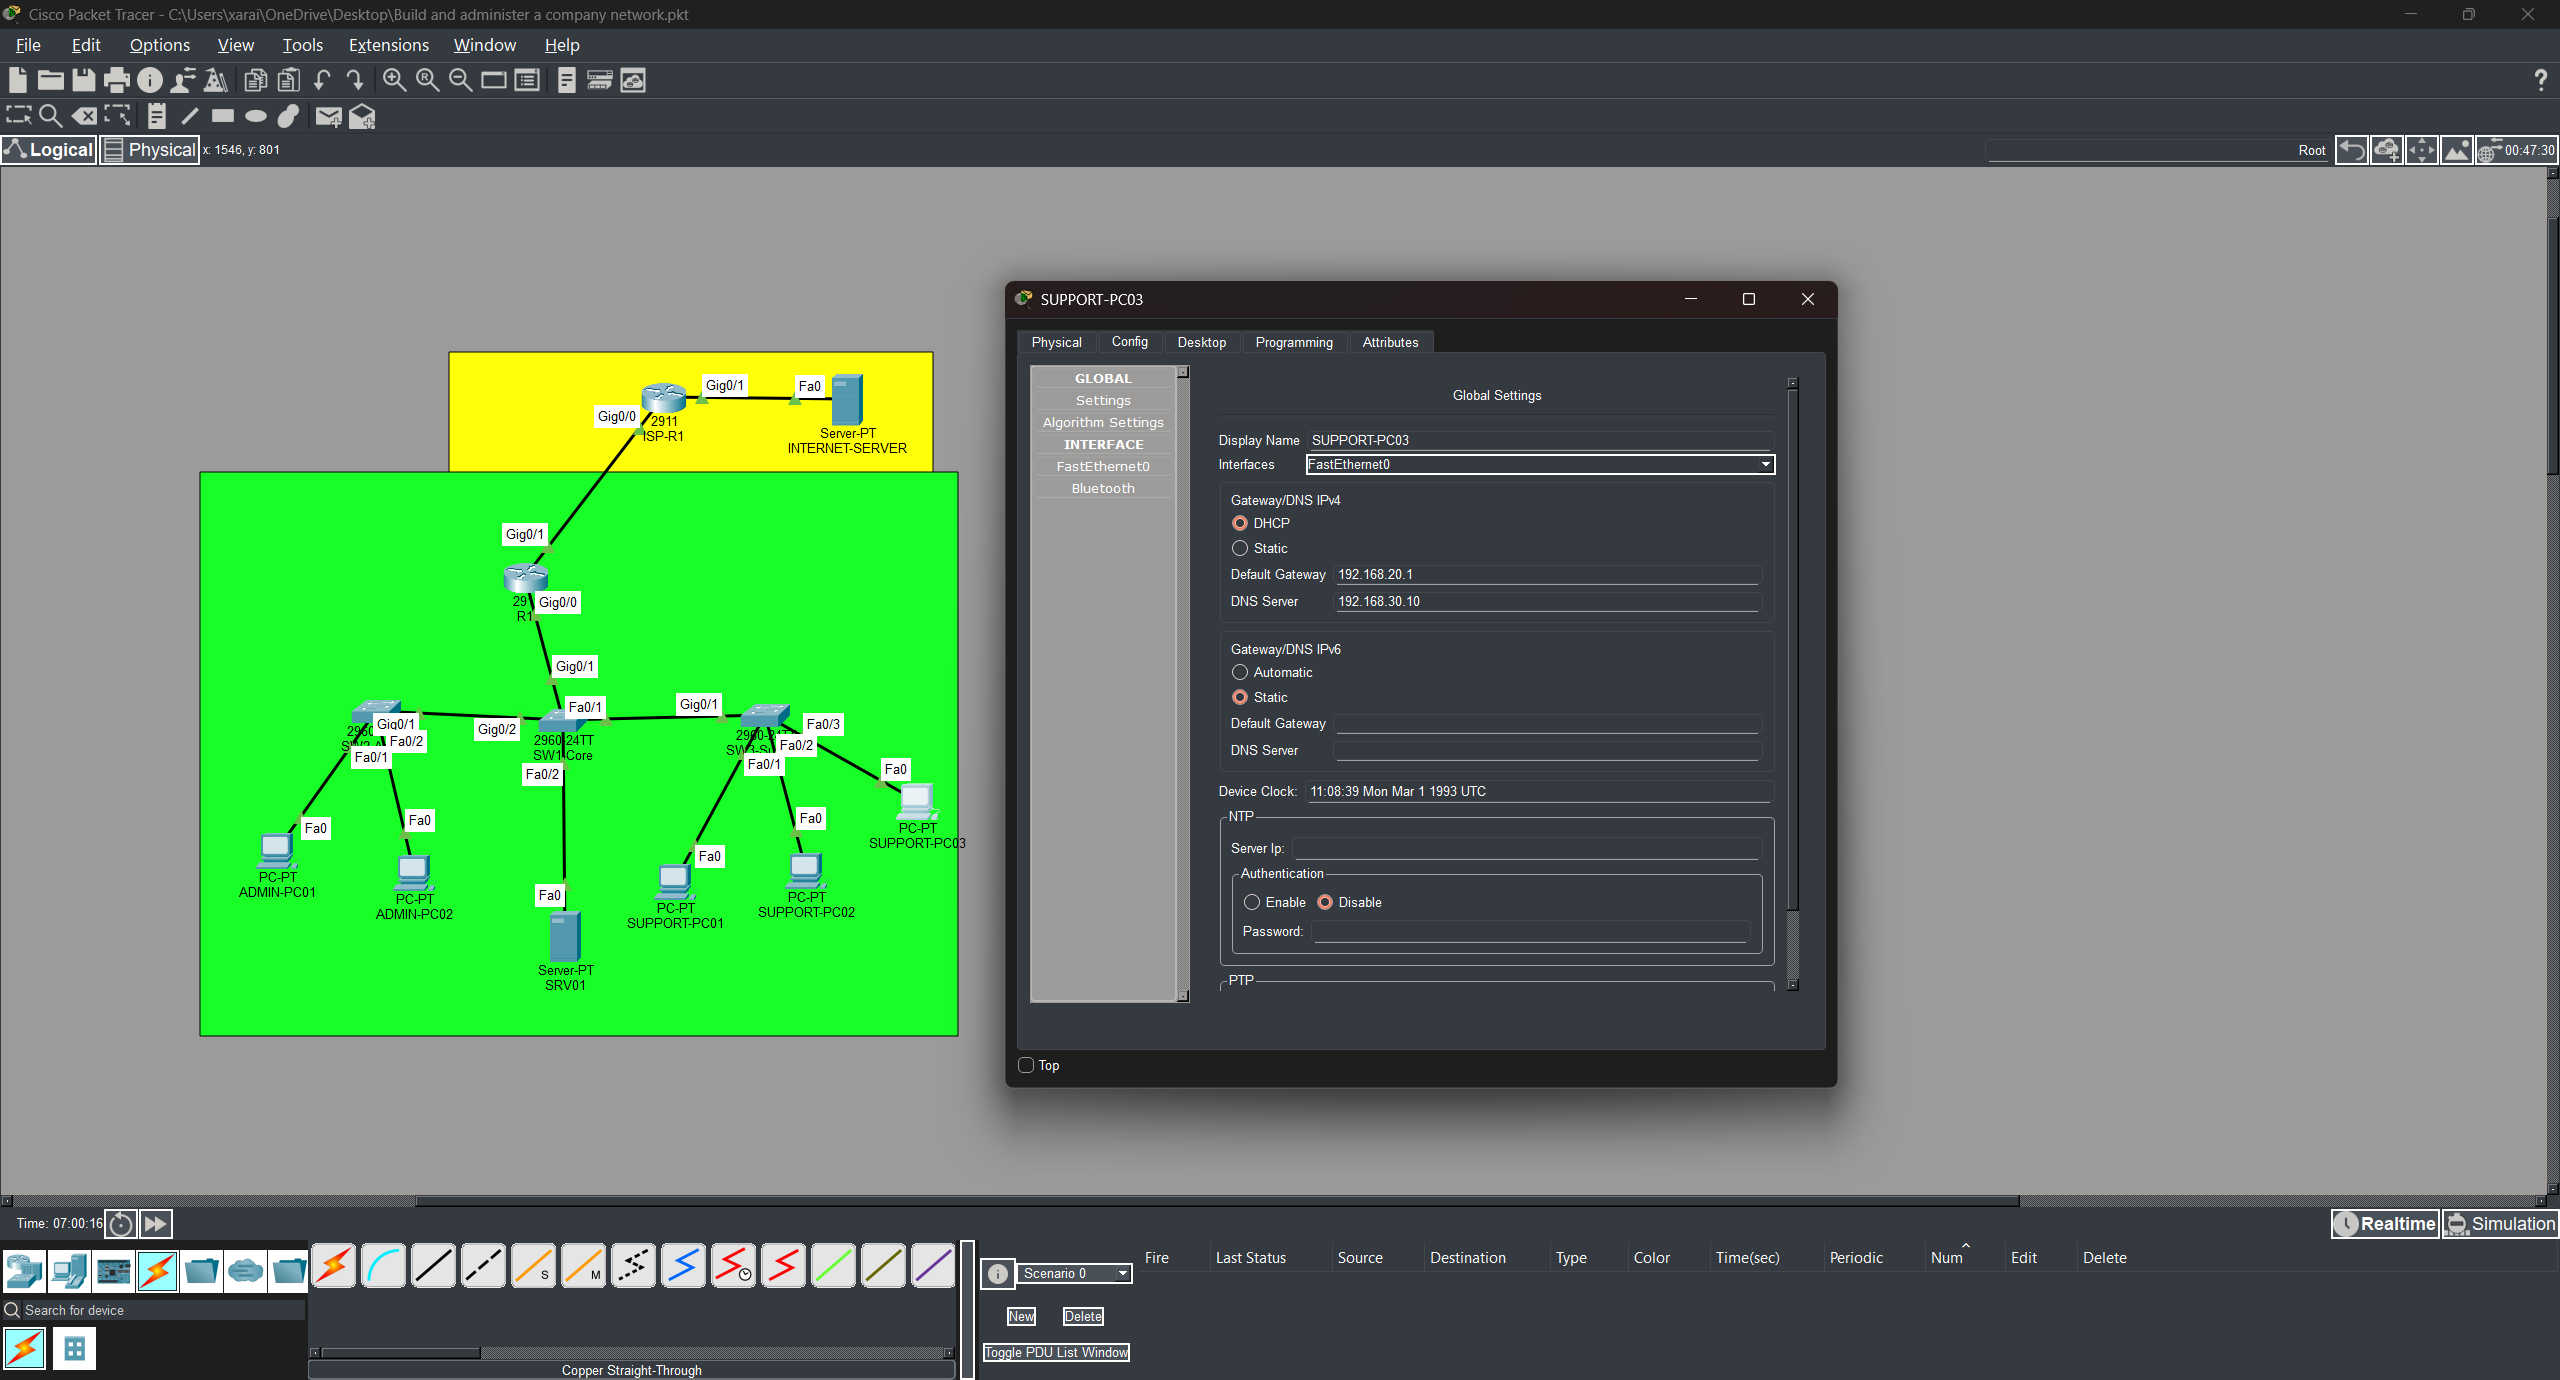 Cisco Packet Tracer - C:\Users\xarai\OneDrive\Desktop\Build and administer a company network.pkt
File Edit Options View Tools Extensions Window Help
Logical Physical x: 1546, y: 801 Root 00:47:30
SUPPORT-PC03
Physical Config Desktop Programming Attributes
GLOBAL
Settings
Algorithm Settings
INTERFACE
FastEthernet0
Bluetooth
Global Settings
Display Name SUPPORT-PC03
Interfaces FastEthernet0
Gateway/DNS IPv4
DHCP
Static
Default Gateway 192.168.20.1
DNS Server 192.168.30.10
Gateway/DNS IPv6
Automatic
Static
Default Gateway
DNS Server
Device Clock: 11:08:39 Mon Mar 1 1993 UTC
NTP
Server Ip:
Authentication
Enable Disable
Password:
PTP
Top
Gig0/1 Fa0
Gig0/0
2911
ISP-R1
Server-PT
INTERNET-SERVER
Gig0/1
Gig0/0
R1
Gig0/1
Fa0/1
Gig0/1
Gig0/1
Gig0/2
Fa0/2
Fa0/1
2960-24TT
SW1-Core
Fa0/2
Fa0/3
Fa0/2
Fa0/1
Fa0
PC-PT
SUPPORT-PC03
Fa0
PC-PT
ADMIN-PC01
Fa0
PC-PT
ADMIN-PC02
Fa0
PC-PT
SUPPORT-PC01
Fa0
PC-PT
SUPPORT-PC02
Fa0
Server-PT
SRV01
Time: 07:00:16 Realtime Simulation
S M
Search for device
Copper Straight-Through
Scenario 0
New Delete
Toggle PDU List Window
Fire Last Status Source Destination Type Color Time(sec) Periodic Num Edit Delete